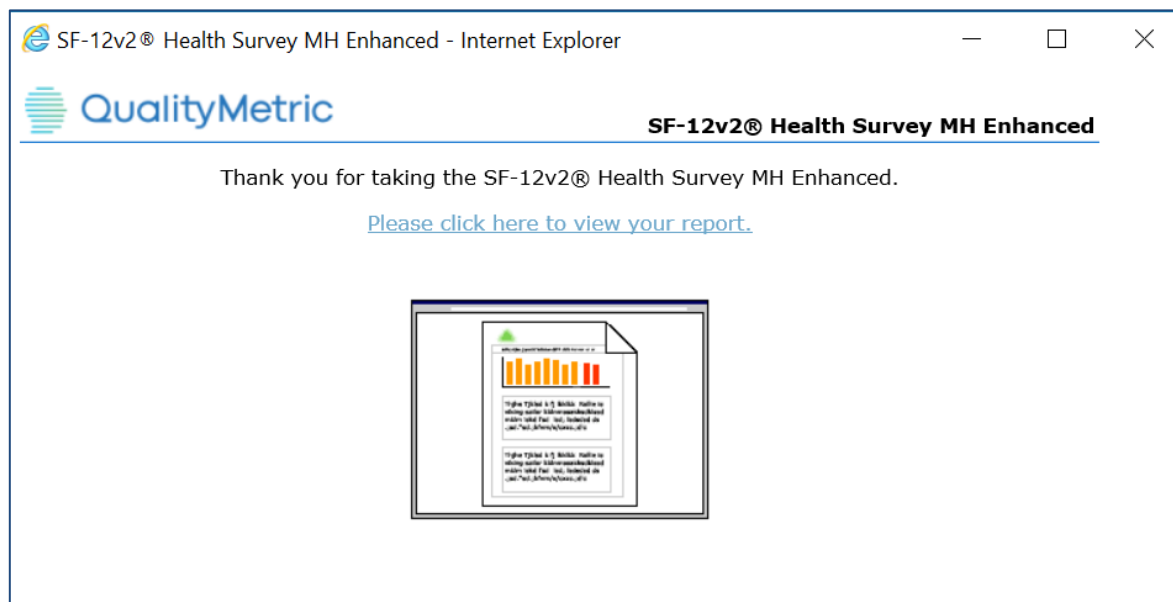 SF-12v2® Health Survey MH Enhanced - Internet Explorer
QualityMetric
SF-12v2® Health Survey MH Enhanced
Thank you for taking the SF-12v2® Health Survey MH Enhanced.
Please click here to view your report.